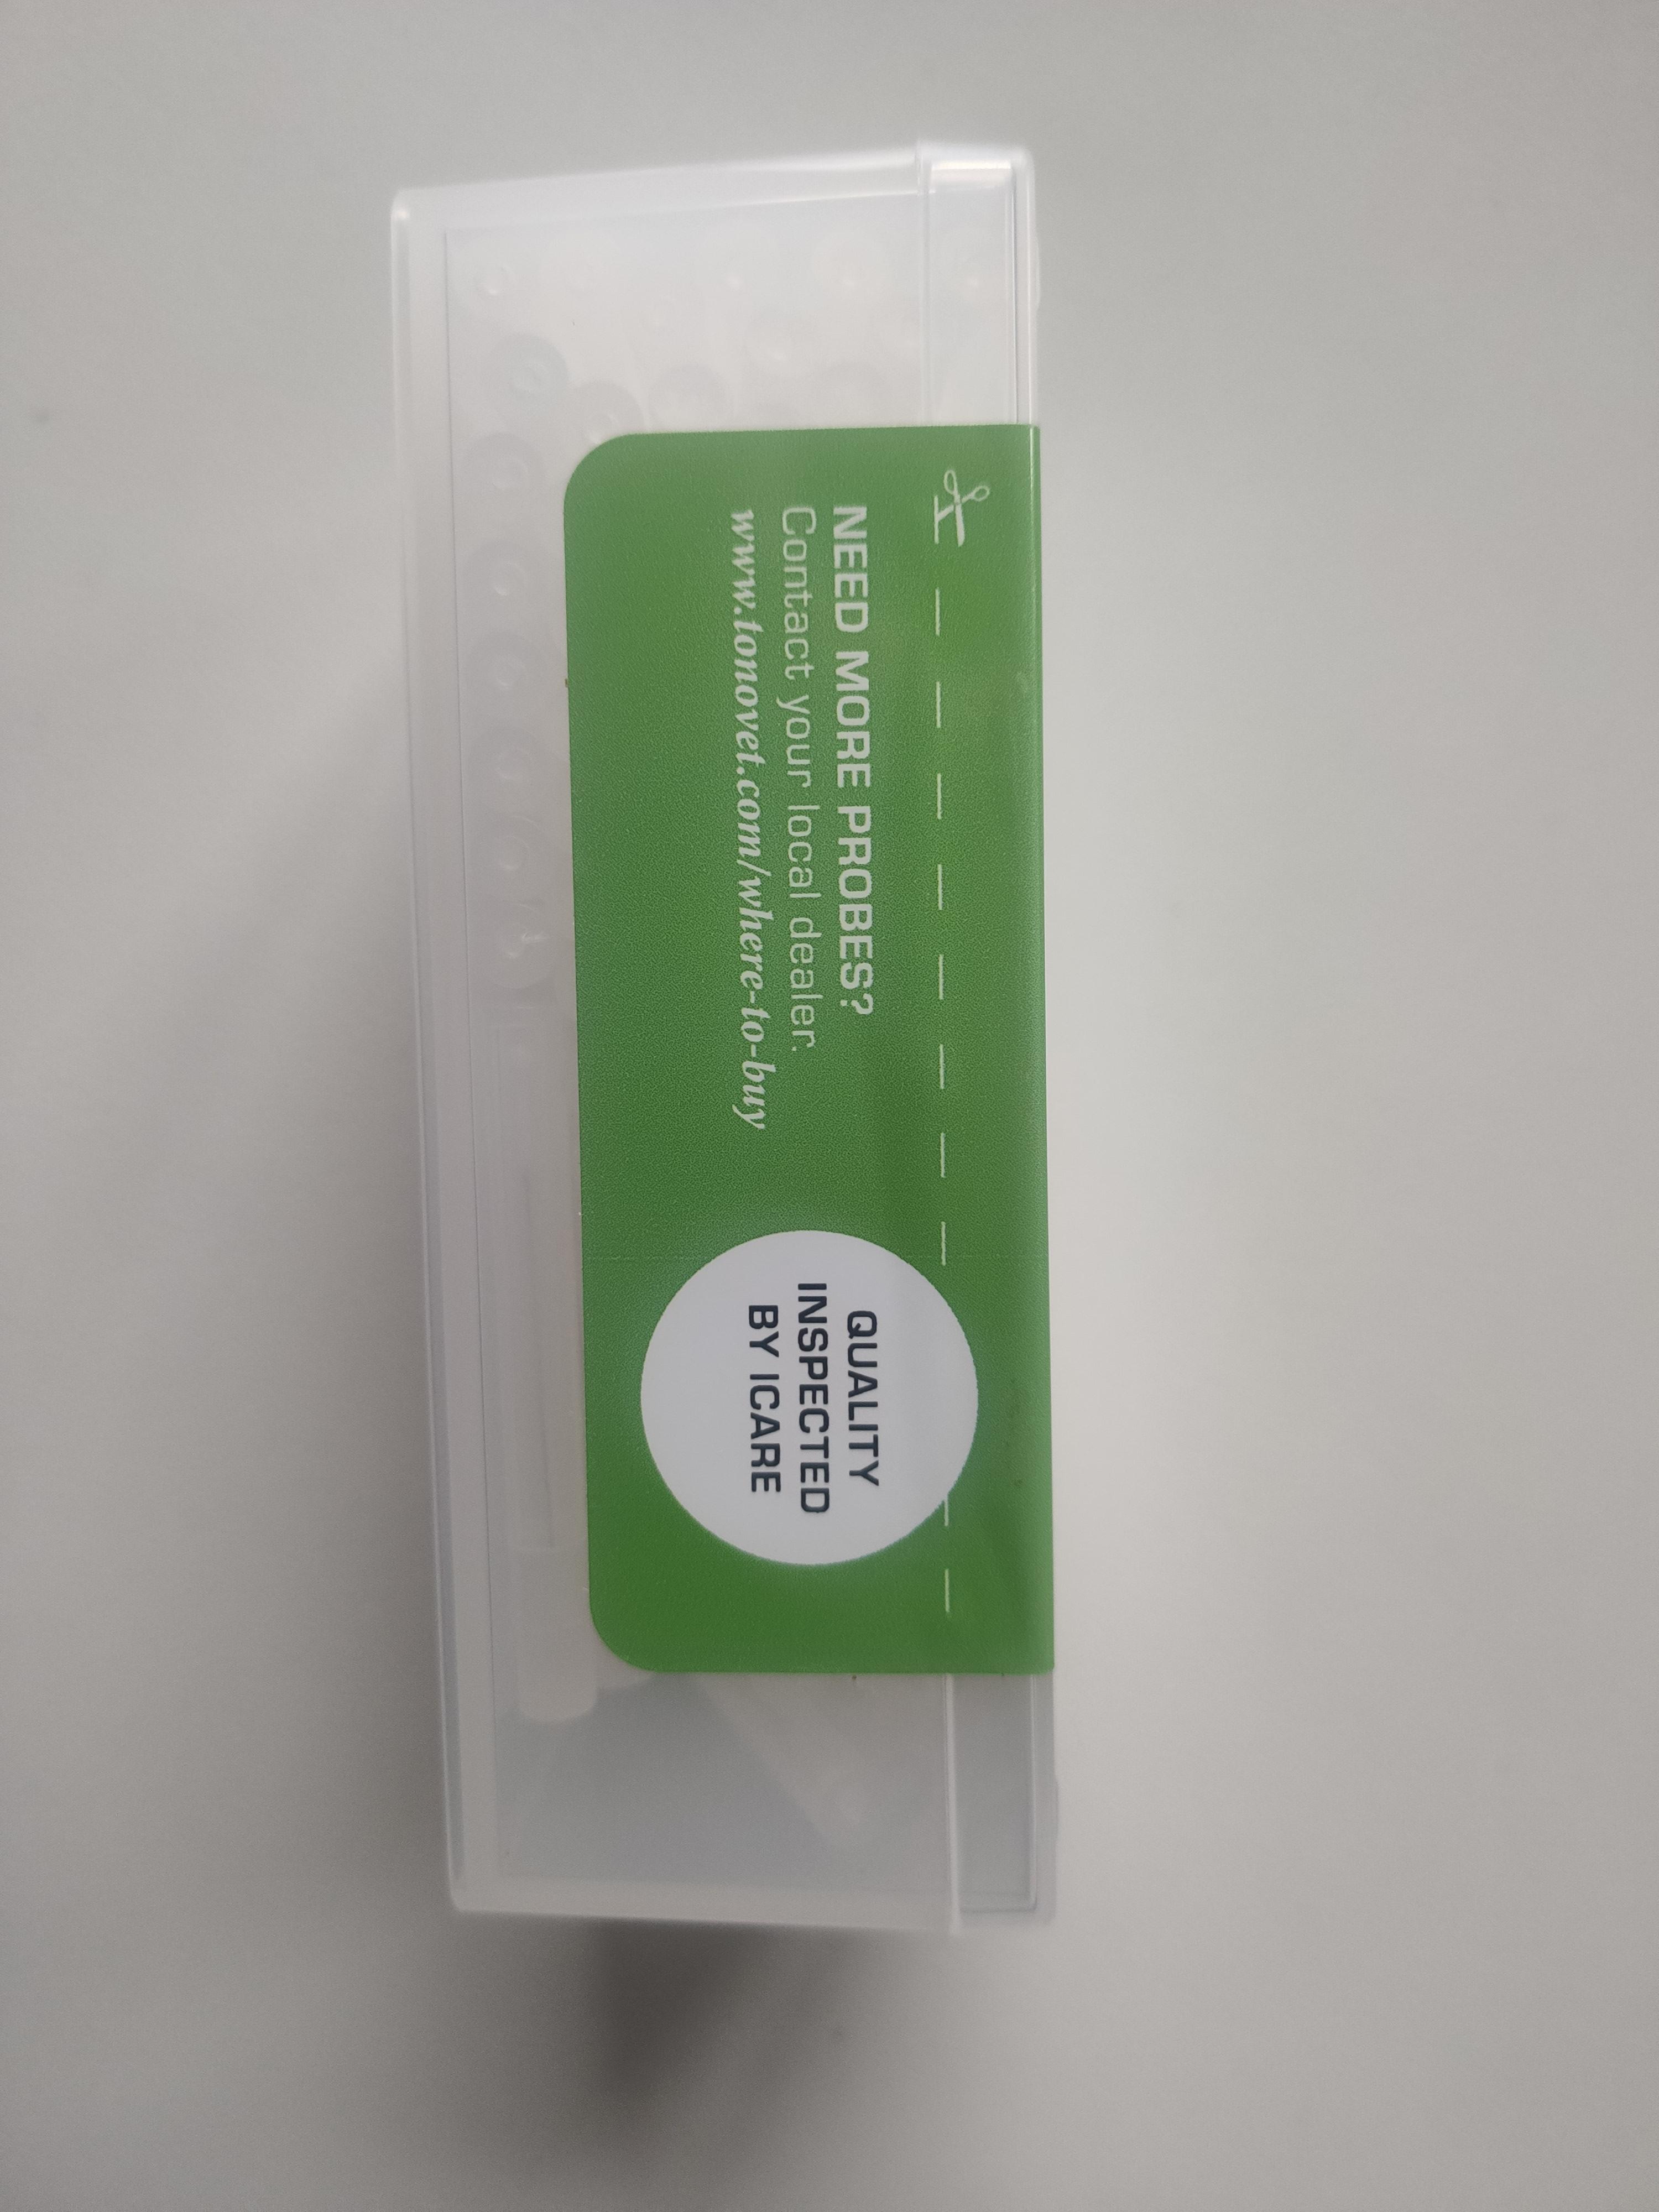 NEED MORE PROBES?
Contact your local dealer.
www.tonovet.com/where-to-buy
QUALITY
INSPECTED
BY ICARE